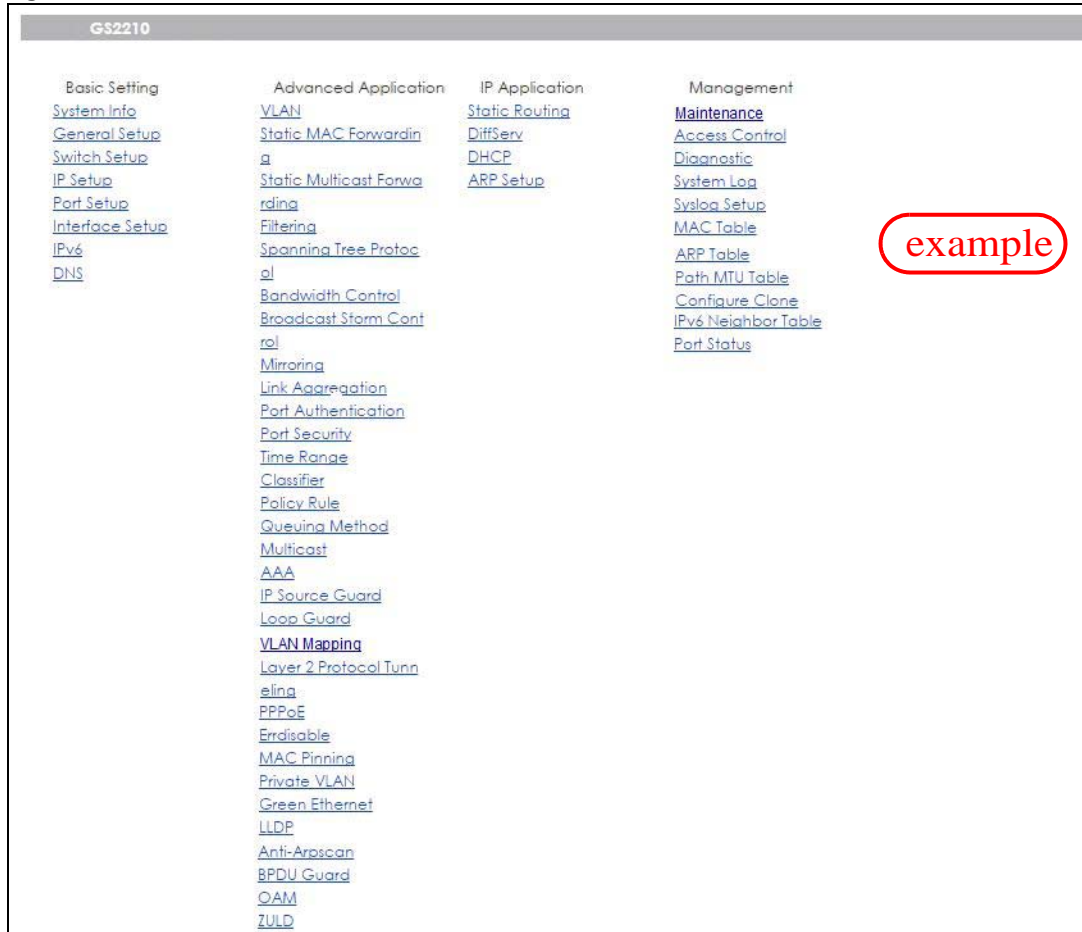 GS2210
Basic Setting
System Info
General Setup
Switch Setup
IP Setup
Port Setup
Interface Setup
IPv6
DNS
Advanced Application
VLAN
Static MAC Forwardin
g
Static Multicast Forwa
rding
Filtering
Spanning Tree Protoc
ol
Bandwidth Control
Broadcast Storm Cont
rol
Mirroring
Link Aggregation
Port Authentication
Port Security
Time Range
Classifier
Policy Rule
Queuing Method
Multicast
AAA
IP Source Guard
Loop Guard
VLAN Mapping
Layer 2 Protocol Tunn
eling
PPPoE
Errdisable
MAC Pinning
Private VLAN
Green Ethernet
LLDP
Anti-Arpscan
BPDU Guard
OAM
ZULD
IP Application
Static Routing
DiffServ
DHCP
ARP Setup
Management
Maintenance
Access Control
Diagnostic
System Log
Syslog Setup
MAC Table
ARP Table
Path MTU Table
Configure Clone
IPv6 Neighbor Table
Port Status
example